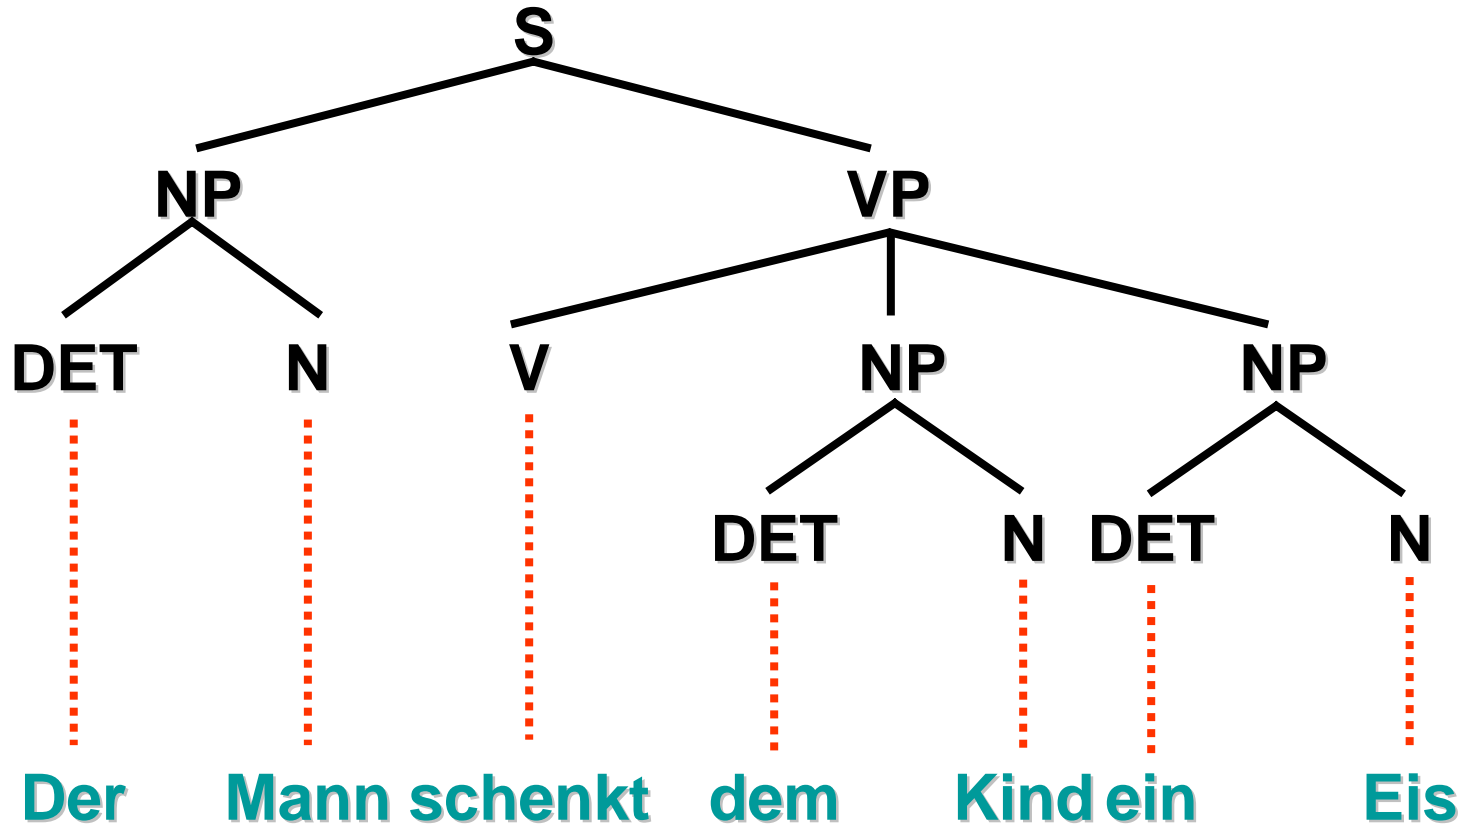 S
NP VP
DET N V NP NP
DET N DET N
Der Mann schenkt dem Kind ein Eis